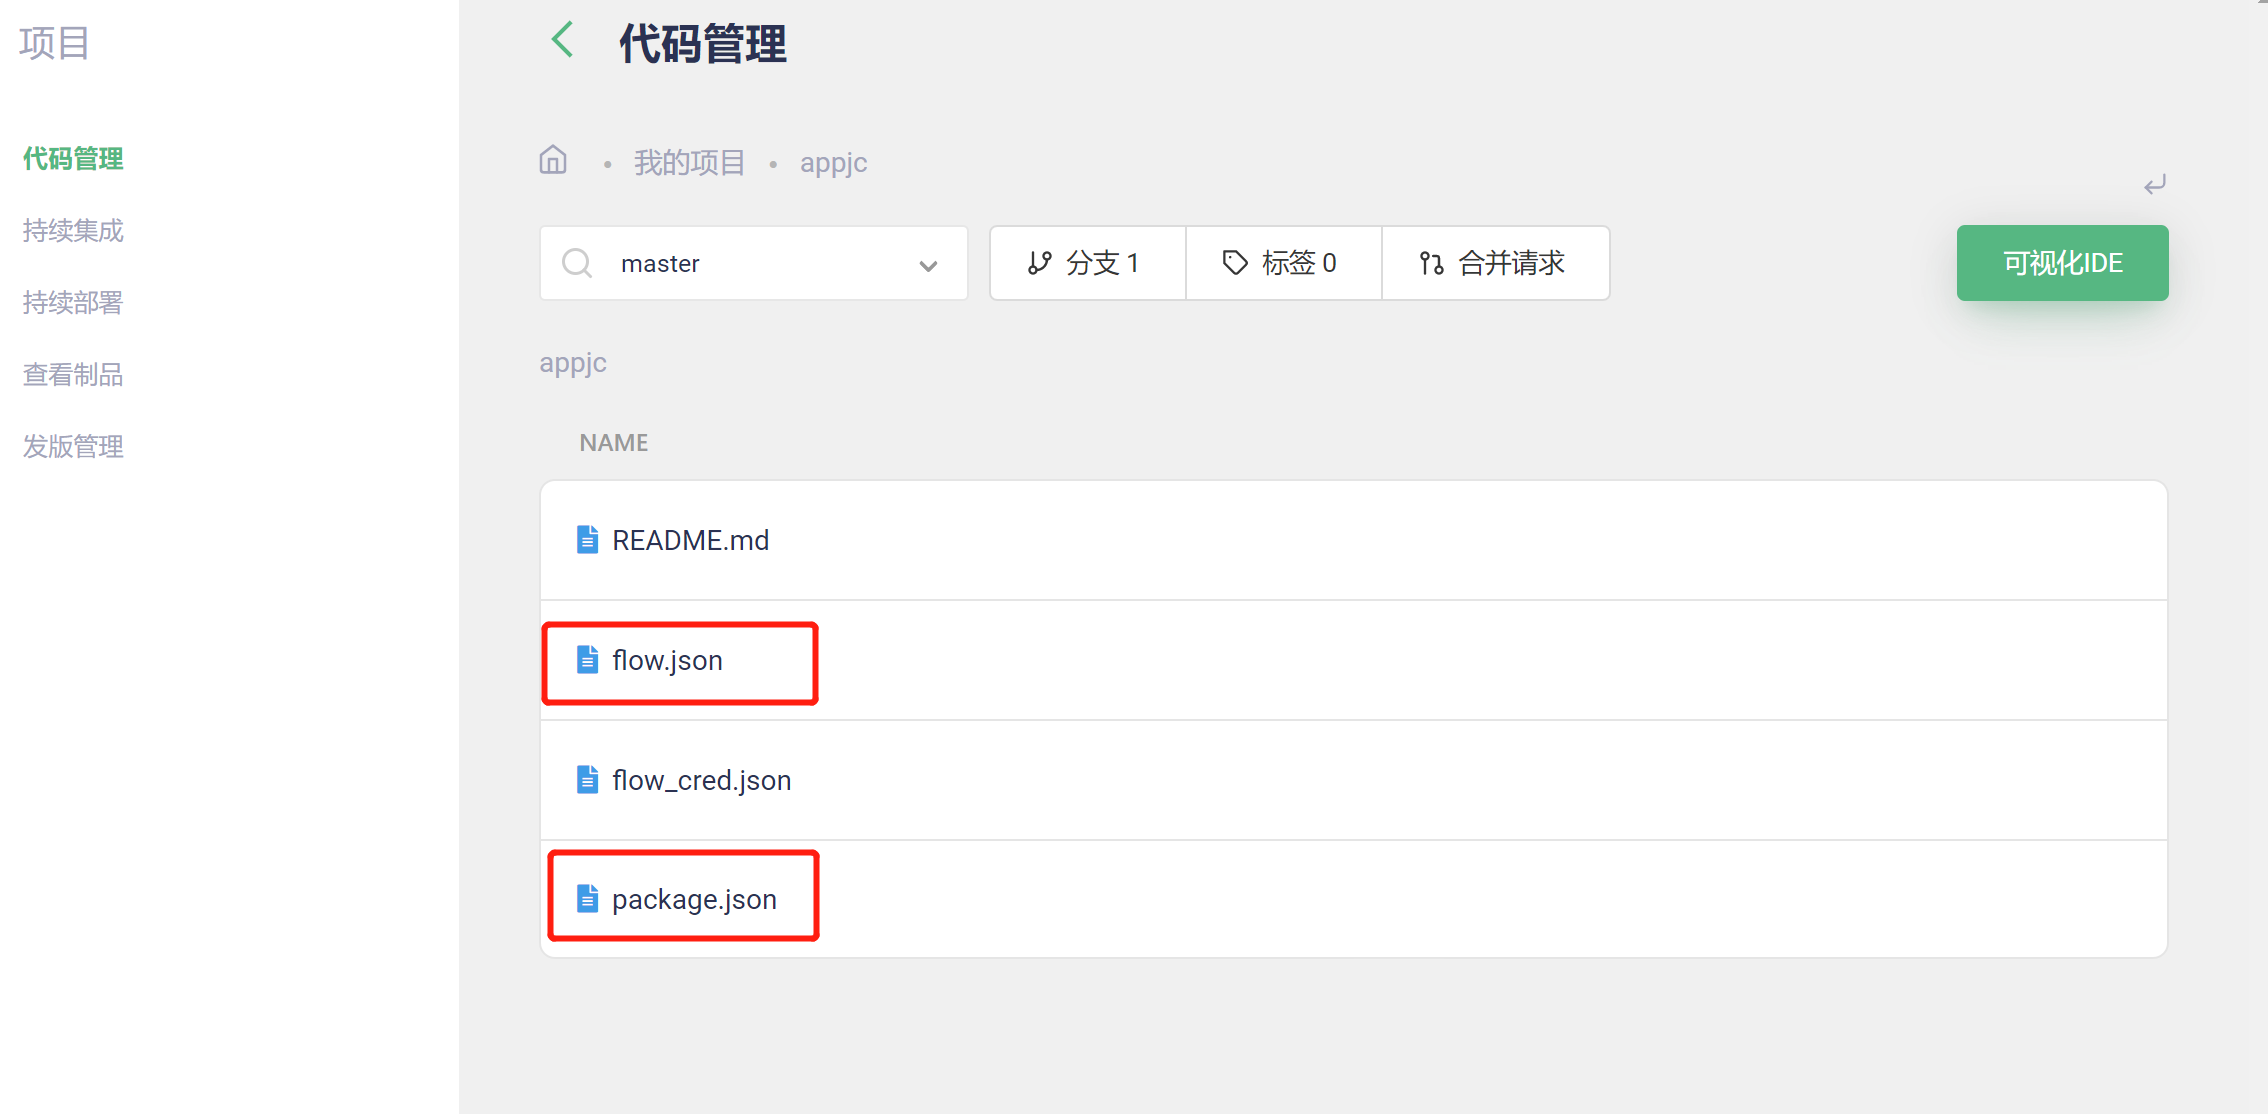 项目
代码管理
持续集成
持续部署
查看制品
发版管理
代码管理
• 我的项目 • appjc
master
分支 1
标签 0
合并请求
可视化IDE
appjc
NAME
README.md
flow.json
flow_cred.json
package.json